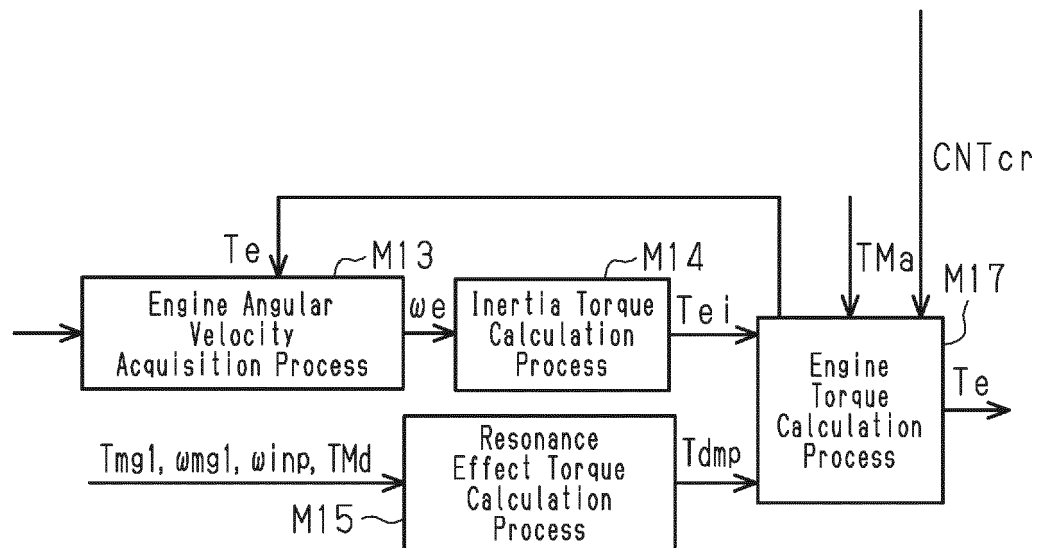 CNTcr
Te
M13
M14
TMa
M17
Engine Angular
Velocity
Acquisition Process
ωe
Inertia Torque
Calculation
Process
Tei
Engine
Torque
Calculation
Process
Te
Tmg1, ωmg1, ωinp, TMd
M15
Resonance
Effect Torque
Calculation
Process
Tdmp